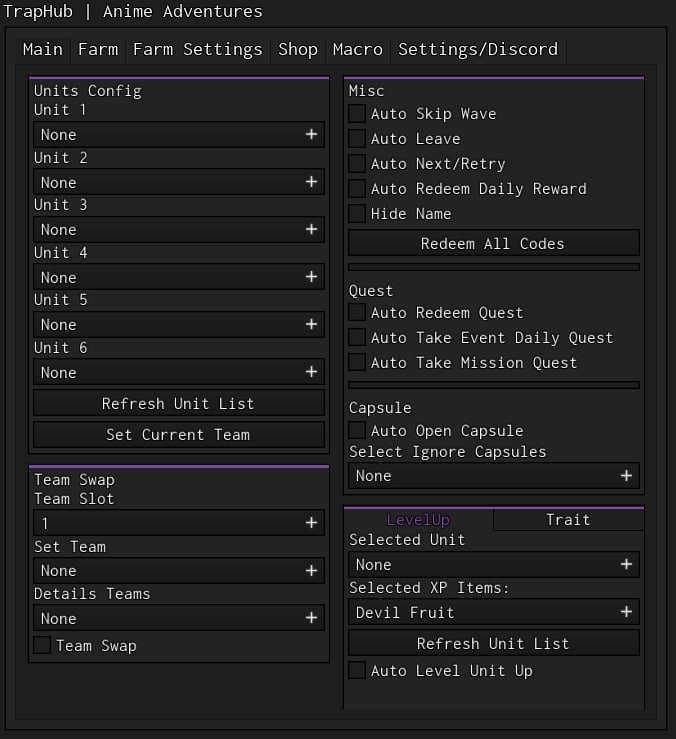 TrapHub | Anime Adventures
Main Farm Farm Settings Shop Macro Settings/Discord
Units Config
Unit 1
None +
Unit 2
None +
Unit 3
None +
Unit 4
None +
Unit 5
None +
Unit 6
None +
Refresh Unit List
Set Current Team
Team Swap
Team Slot
1 +
Set Team
None +
Details Teams
None +
Team Swap
Misc
Auto Skip Wave
Auto Leave
Auto Next/Retry
Auto Redeem Daily Reward
Hide Name
Redeem All Codes
Quest
Auto Redeem Quest
Auto Take Event Daily Quest
Auto Take Mission Quest
Capsule
Auto Open Capsule
Select Ignore Capsules
None +
LevelUp Trait
Selected Unit
None +
Selected XP Items:
Devil Fruit +
Refresh Unit List
Auto Level Unit Up